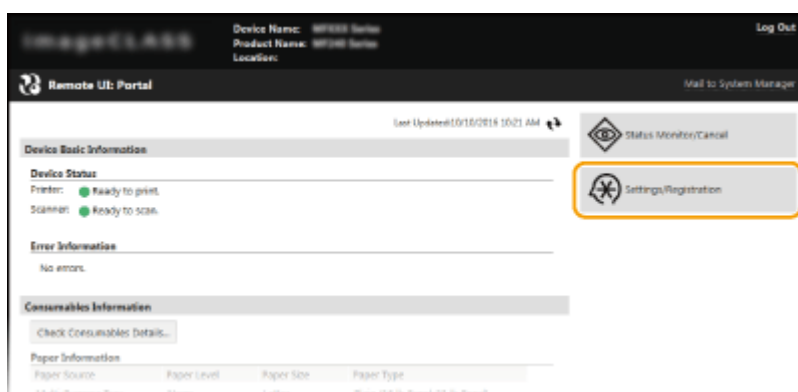 imageCLASS
Device Name:
Product Name:
Location:
Log Out
Remote UI: Portal
Mail to System Manager
Last Updated:10/10/2016 10:21 AM
Status Monitor/Cancel
Device Basic Information
Device Status
Printer: Ready to print.
Scanner: Ready to scan.
Settings/Registration
Error Information
No errors.
Consumables Information
Check Consumables Details...
Paper Information
Paper Source Paper Level Paper Size Paper Type